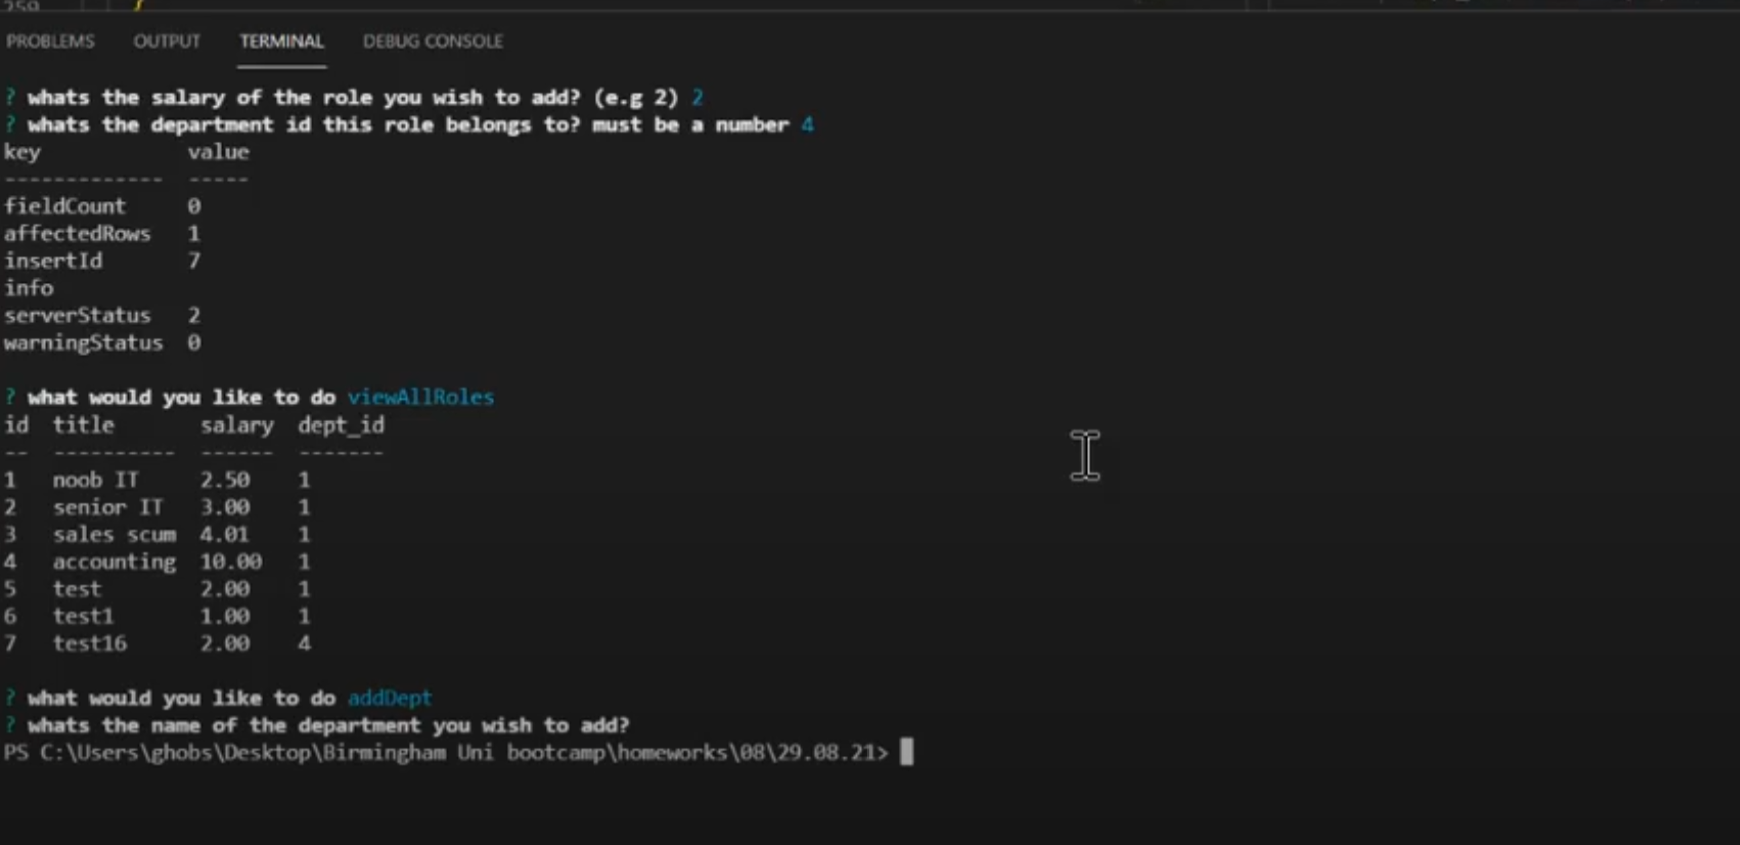 259 {
PROBLEMS OUTPUT TERMINAL DEBUG CONSOLE
? whats the salary of the role you wish to add? (e.g 2) 2
? whats the department id this role belongs to? must be a number 4
key value
------------- -----
fieldCount 0
affectedRows 1
insertId 7
info
serverStatus 2
warningStatus 0
? what would you like to do viewAllRoles
id title salary dept_id
-- ---------- ------ -------
1 noob IT 2.50 1
2 senior IT 3.00 1
3 sales scum 4.01 1
4 accounting 10.00 1
5 test 2.00 1
6 test1 1.00 1
7 test16 2.00 4
? what would you like to do addDept
? whats the name of the department you wish to add?
PS C:\Users\ghobs\Desktop\Birmingham Uni bootcamp\homeworks\08\29.08.21>